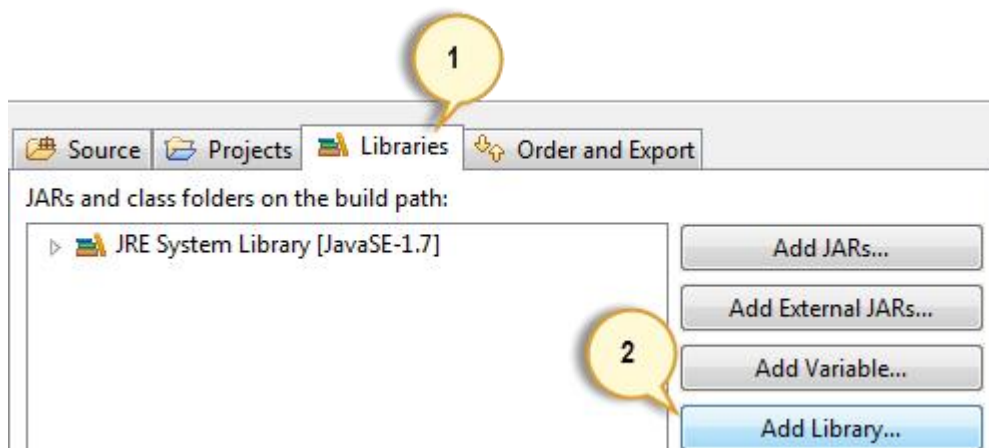 1
Source Projects Libraries Order and Export
JARs and class folders on the build path:
JRE System Library [JavaSE-1.7]
Add JARs...
Add External JARs...
2
Add Variable...
Add Library...